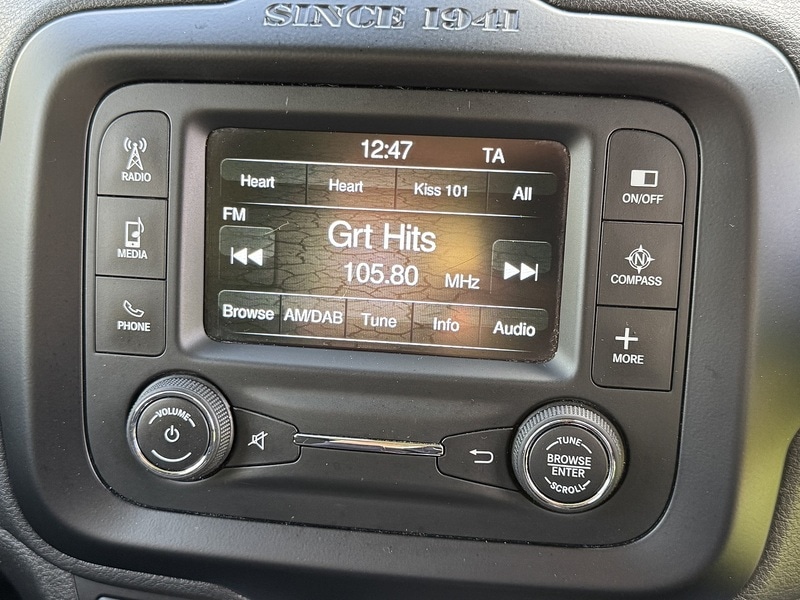 SINCE 1941
12:47 TA
Heart Heart Kiss 101 All
FM
Grt Hits
105.80 MHz
Browse AM/DAB Tune Info Audio
RADIO
MEDIA
PHONE
ON/OFF
N
COMPASS
MORE
VOLUME
TUNE
BROWSE
ENTER
SCROLL